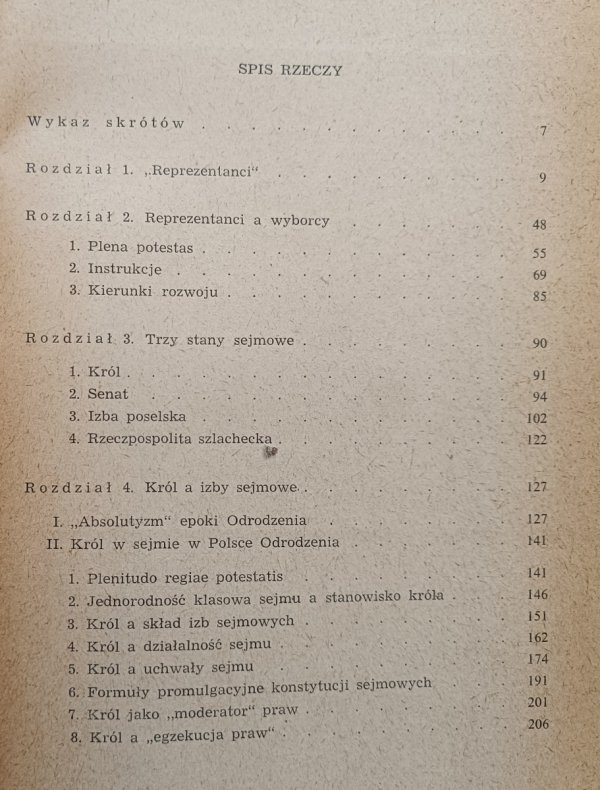 SPIS RZECZY
Wykaz skrótów . . . . . . . . . . . . 7
Rozdział 1. „Reprezentanci“ . . . . . . . . . 9
Rozdział 2. Reprezentanci a wyborcy . . . . . . . 48
1. Plena potestas . . . . . . . . . . . . 55
2. Instrukcje . . . . . . . . . . . . . 69
3. Kierunki rozwoju . . . . . . . . . . . 85
Rozdział 3. Trzy stany sejmowe . . . . . . . . 90
1. Król . . . . . . . . . . . . . . . 91
2. Senat . . . . . . . . . . . . . . 94
3. Izba poselska . . . . . . . . . . . . 102
4. Rzeczpospolita szlachecka . . . . . . . . . 122
Rozdział 4. Król a izby sejmowe . . . . . . . . 127
I. „Absolutyzm“ epoki Odrodzenia . . . . . . . 127
II. Król w sejmie w Polsce Odrodzenia . . . . . . . 141
1. Plenitudo regiae potestatis . . . . . . . . . 141
2. Jednorodność klasowa sejmu a stanowisko króla . . . . 146
3. Król a skład izb sejmowych . . . . . . . . . 151
4. Król a działalność sejmu . . . . . . . . . . 162
5. Król a uchwały sejmu . . . . . . . . . . 174
6. Formuły promulgacyjne konstytucji sejmowych . . . . 191
7. Król jako „moderator“ praw . . . . . . . . . 201
8. Król a „egzekucja praw“ . . . . . . . . . . 206